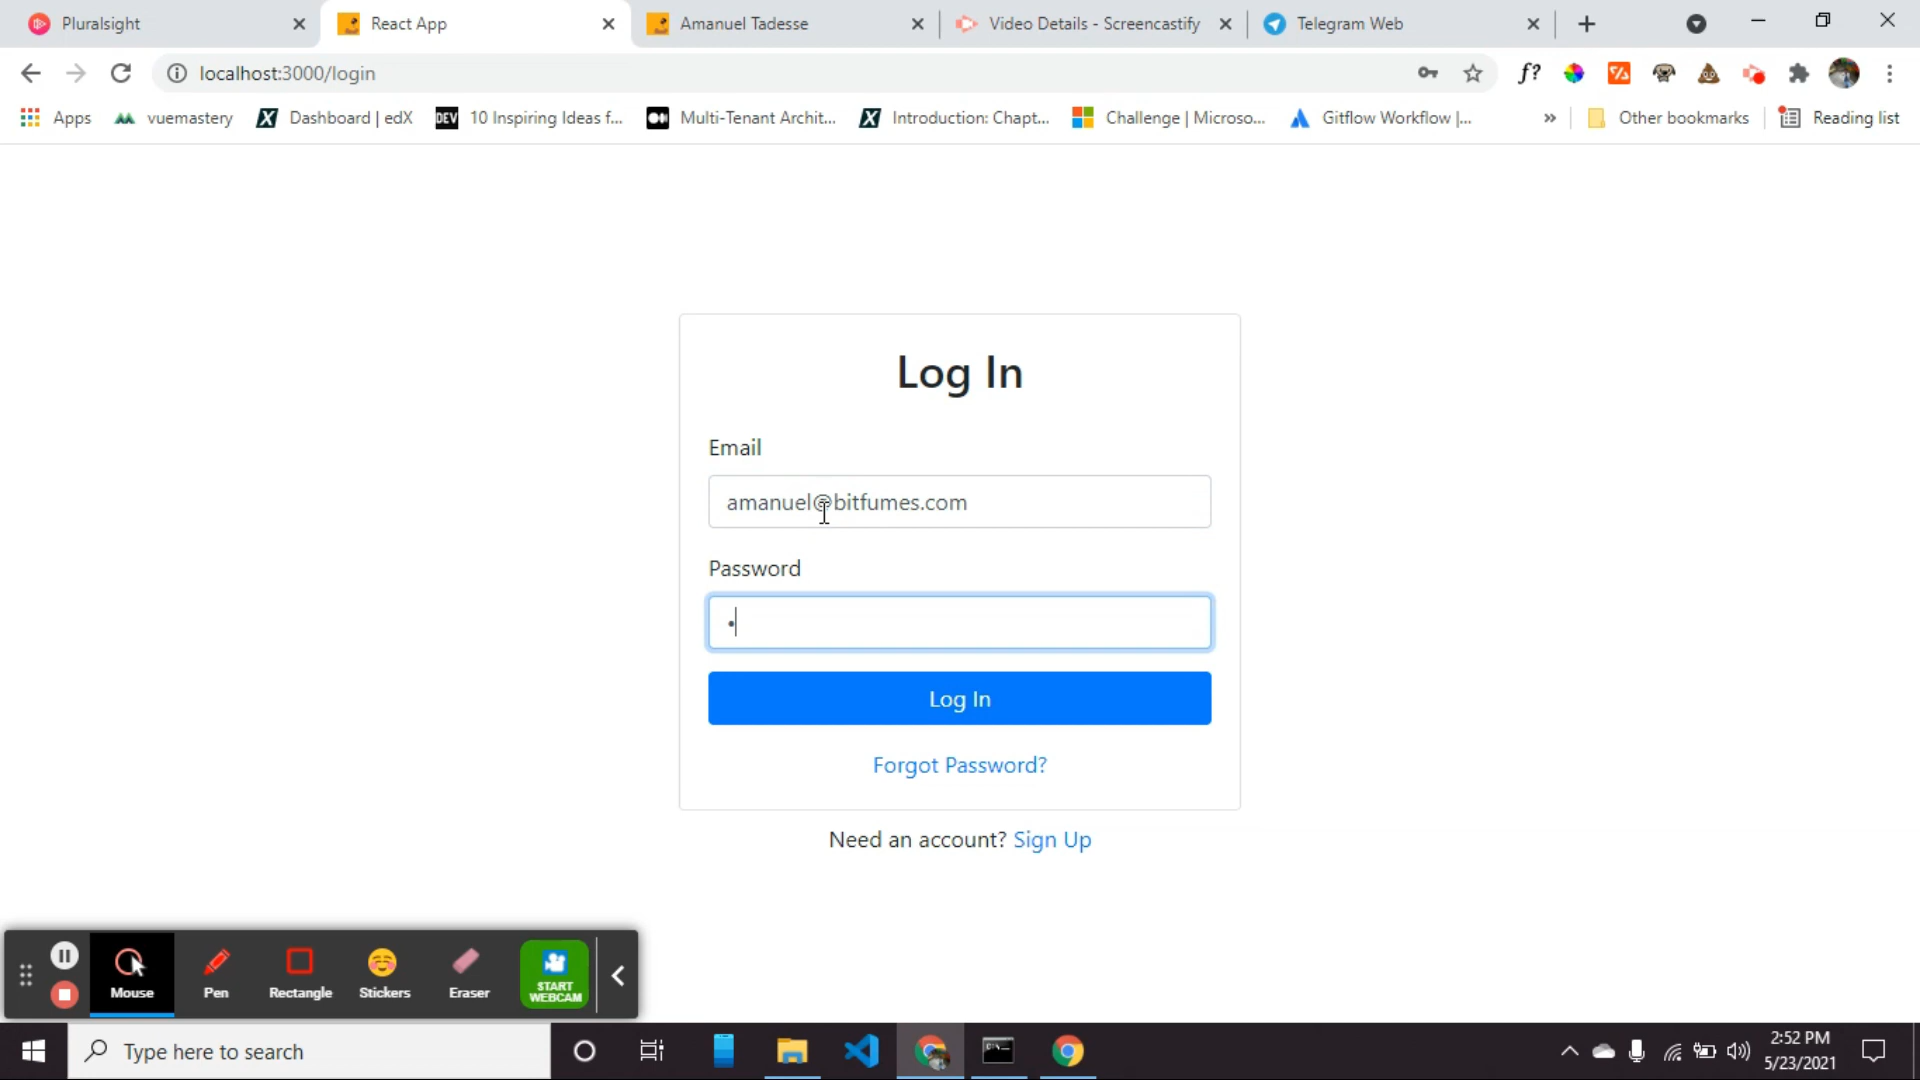 Pluralsight
React App
Amanuel Tadesse
Video Details - Screencastify
Telegram Web
localhost:3000/login
f?
Apps
vuemastery
Dashboard | edX
DEV
10 Inspiring Ideas f...
Multi-Tenant Archit...
Introduction: Chapt...
Challenge | Microso...
Gitflow Workflow |...
»
Other bookmarks
Reading list
Log In
Email
amanuel@bitfumes.com
Password
•
Log In
Forgot Password?
Need an account? Sign Up
Mouse
Pen
Rectangle
Stickers
Eraser
START
WEBCAM
Type here to search
2:52 PM
5/23/2021